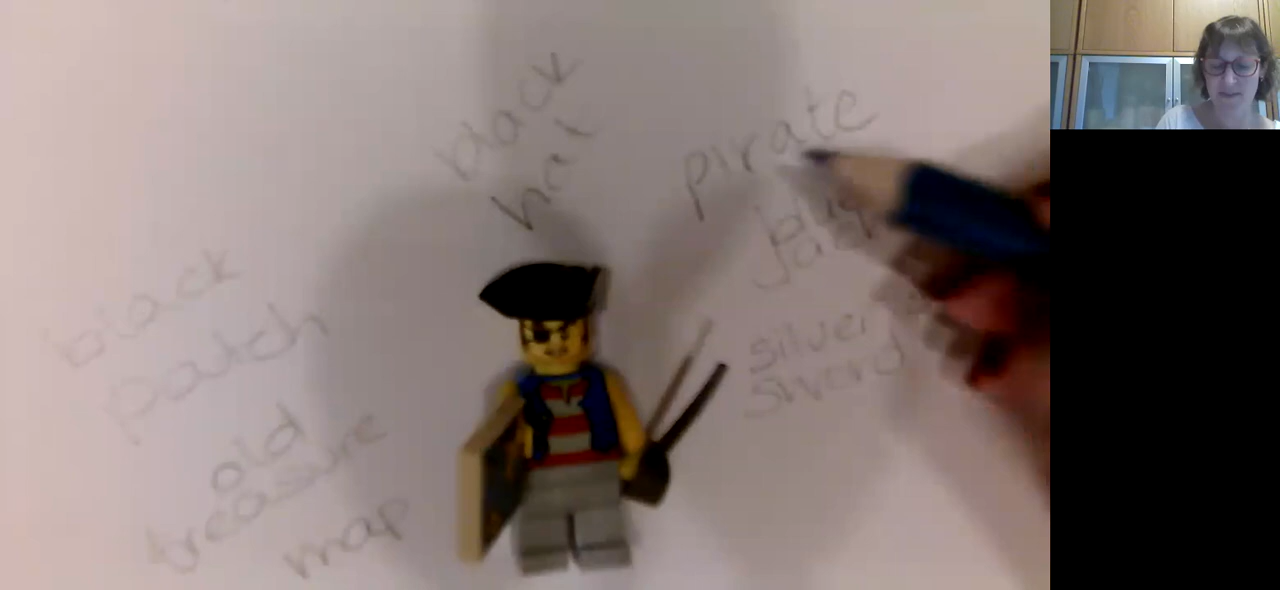 black
hat
pirate
silver
sword
black
patch
old
treasure
map